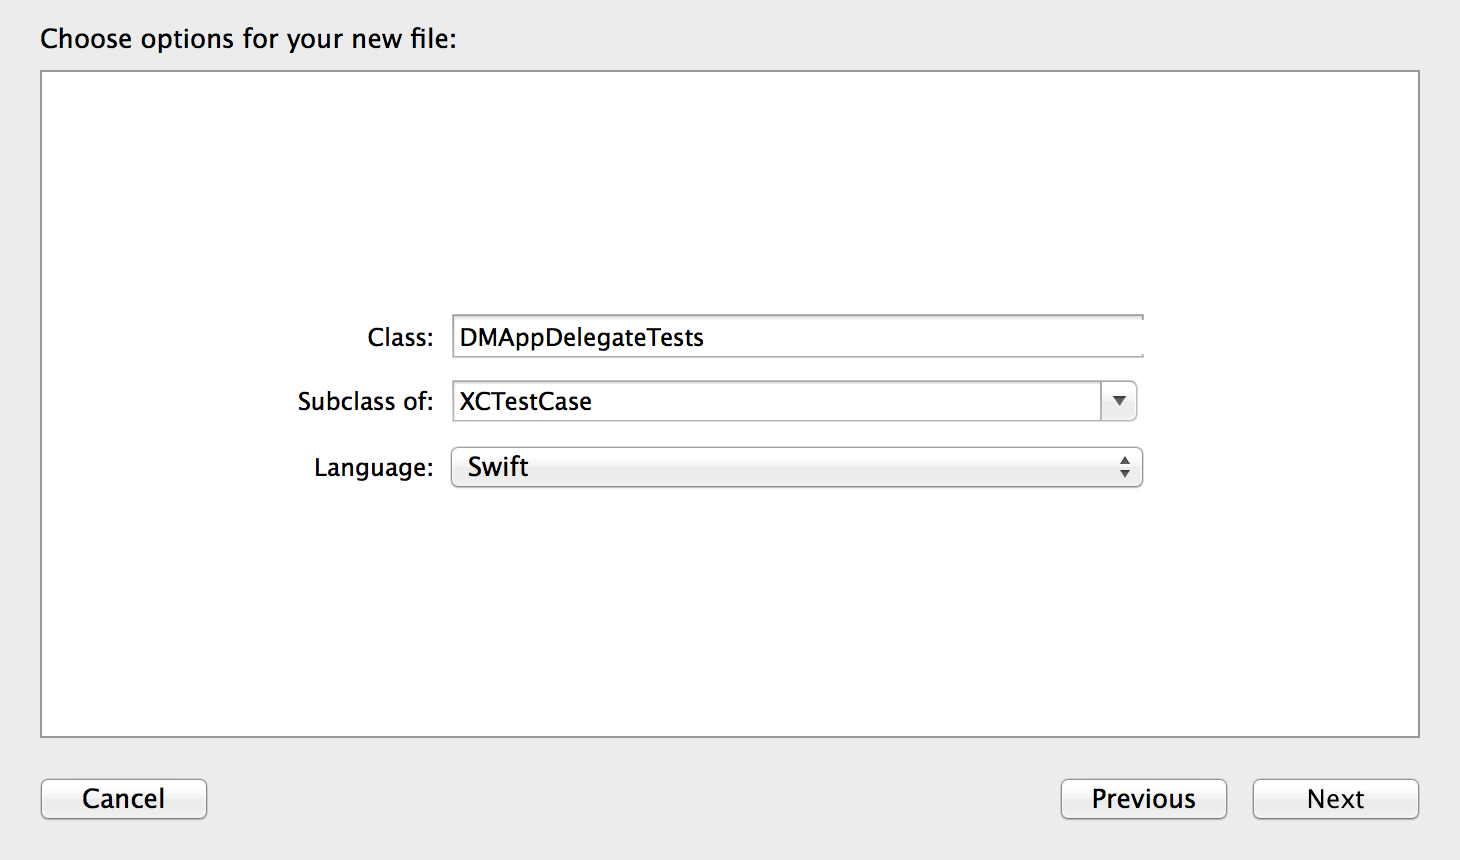 Choose options for your new file:
Class: DMAppDelegateTests
Subclass of: XCTestCase
Language: Swift
Cancel Previous Next